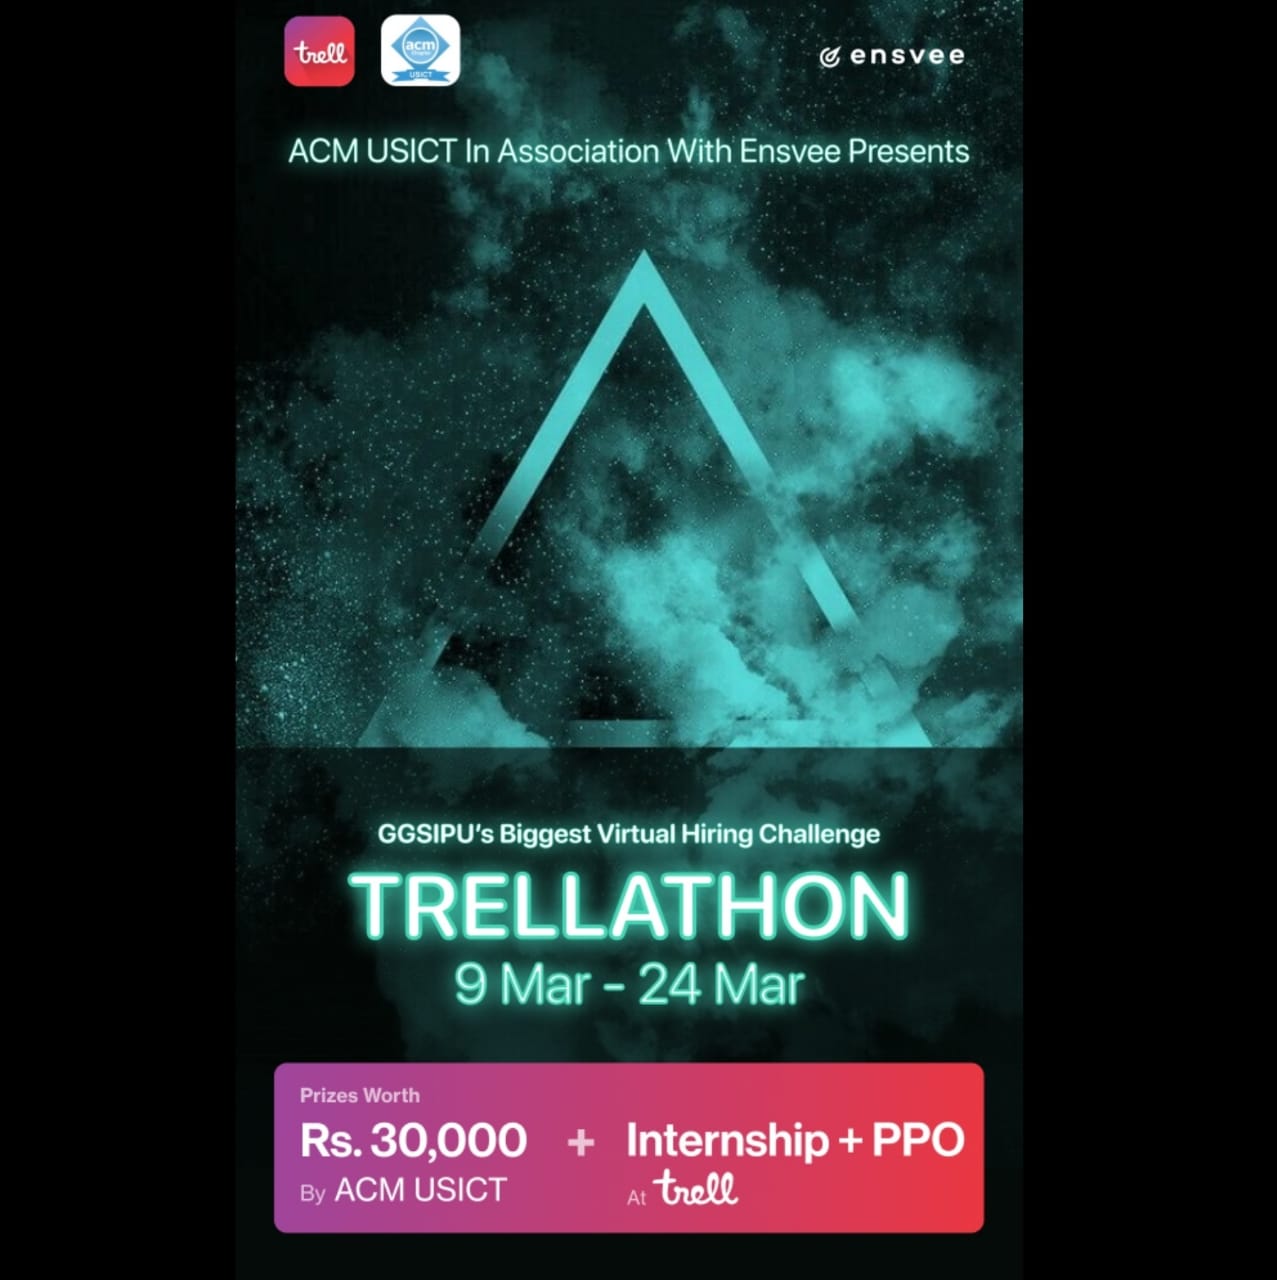 trell
acm
Chapter
USICT
ensvee
ACM USICT In Association With Ensvee Presents
GGSIPU's Biggest Virtual Hiring Challenge
TRELLATHON
9 Mar - 24 Mar
Prizes Worth
Rs. 30,000 + Internship + PPO
By ACM USICT At trell